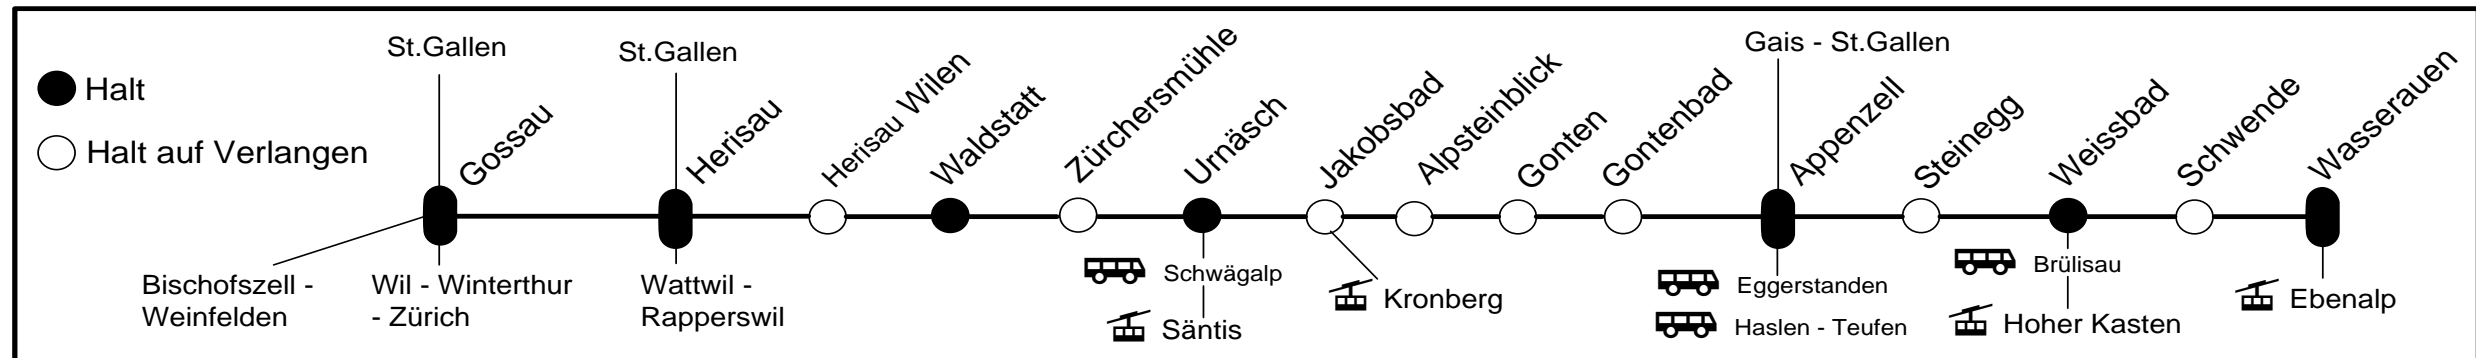 St.Gallen
St.Gallen
Gais - St.Gallen
Halt
Halt auf Verlangen
Gossau
Herisau
Herisau Wilen
Waldstatt
Zürchersmühle
Urnäsch
Jakobsbad
Alpsteinblick
Gonten
Gontenbad
Appenzell
Steinegg
Weissbad
Schwende
Wasserauen
Bischofszell -
Weinfelden
Wil - Winterthur
- Zürich
Wattwil -
Rapperswil
Schwägalp
Säntis
Kronberg
Eggerstanden
Haslen - Teufen
Brülisau
Hoher Kasten
Ebenalp